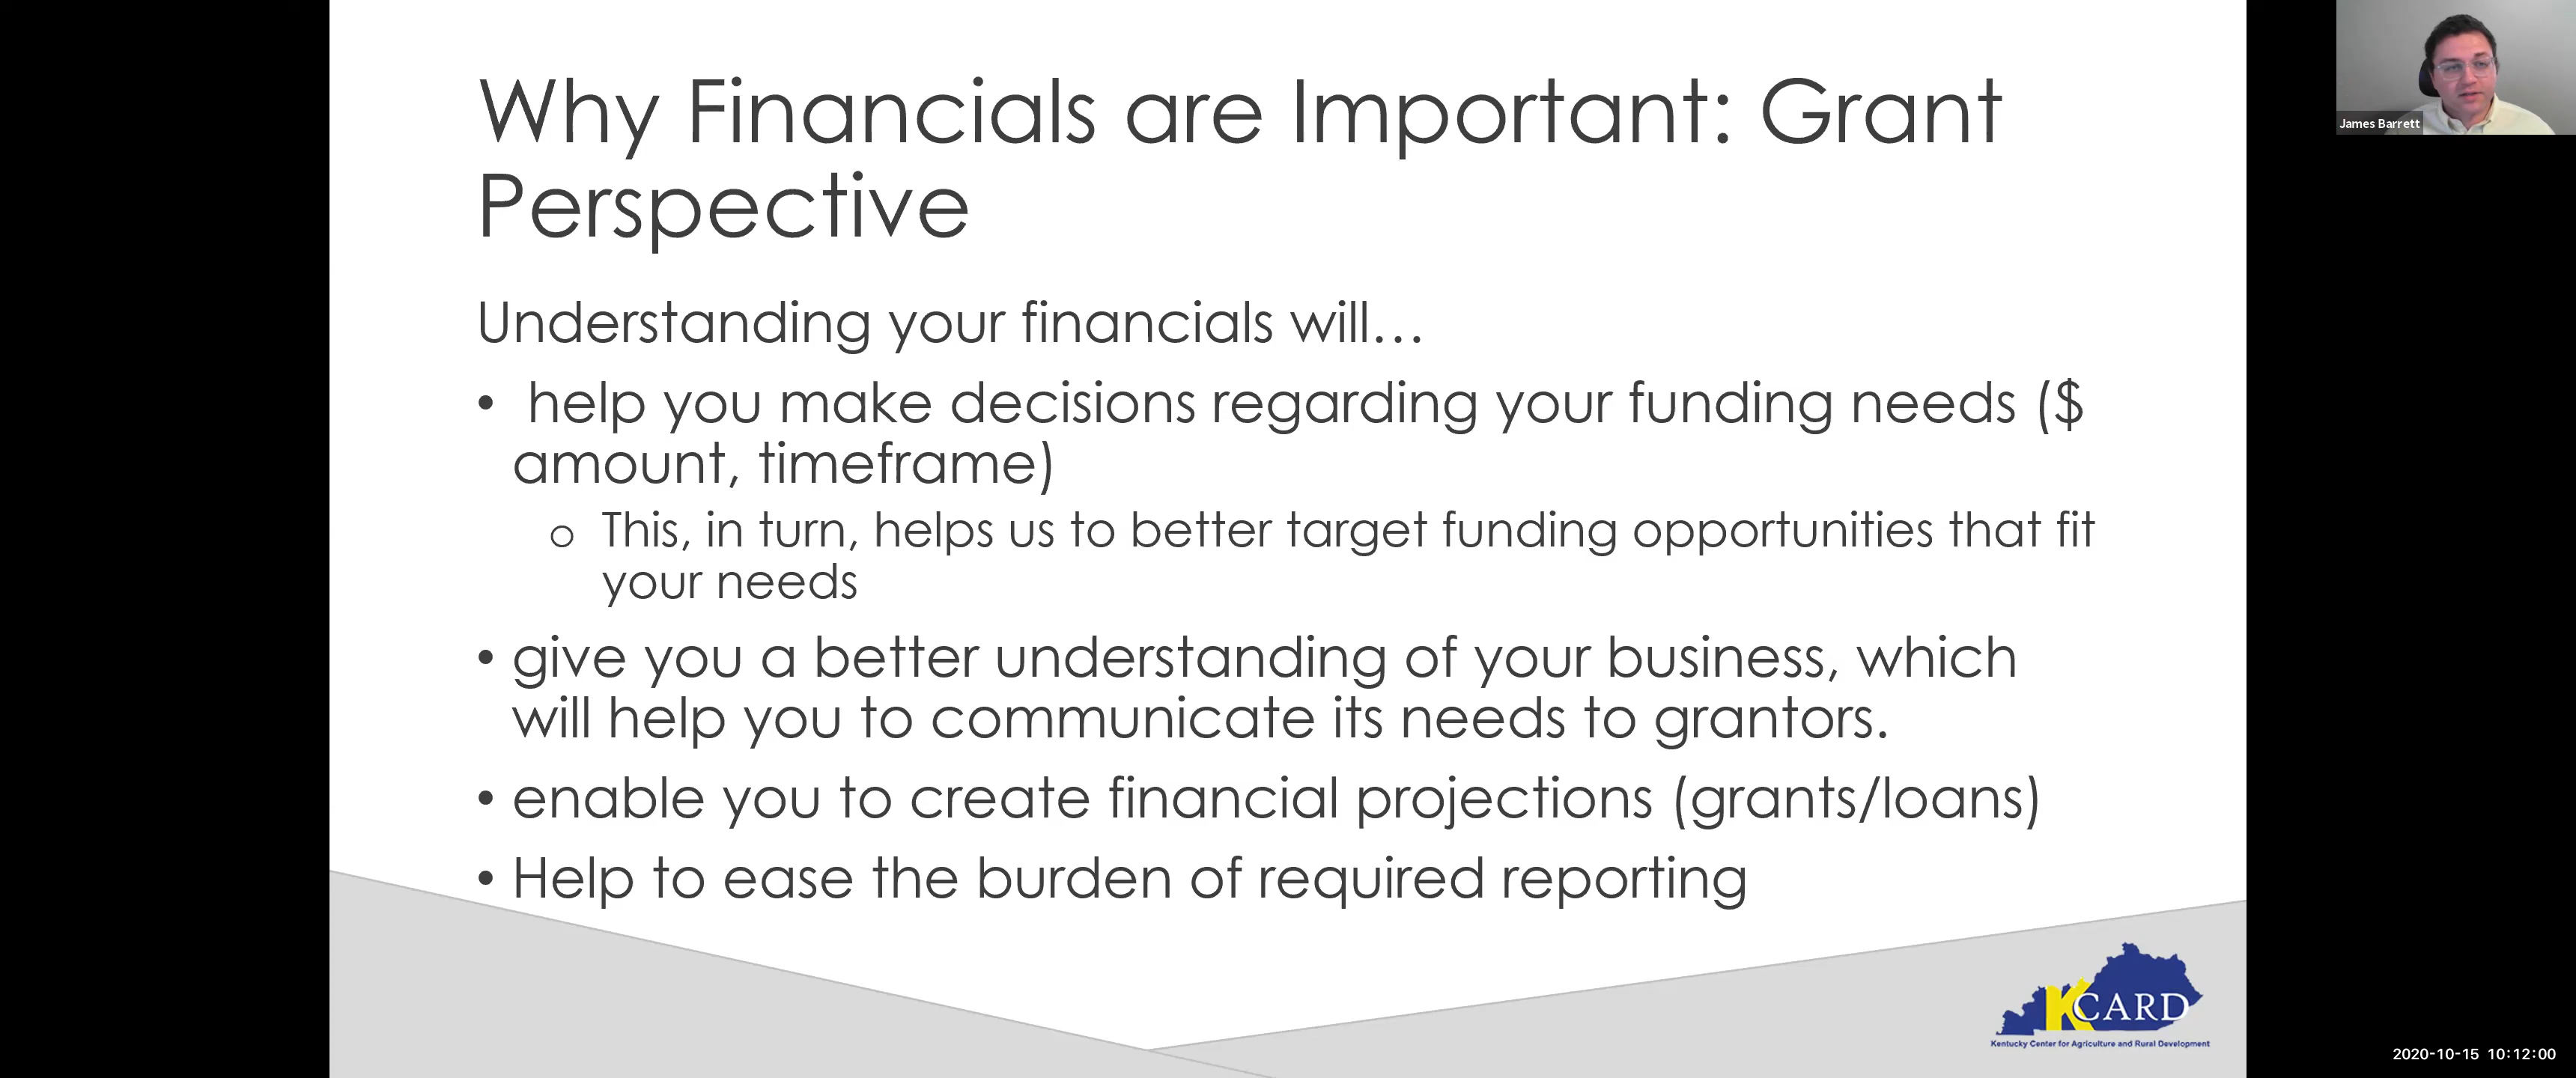 Why Financials are Important: Grant
Perspective
Understanding your financials will…
• help you make decisions regarding your funding needs ($
amount, timeframe)
o This, in turn, helps us to better target funding opportunities that fit
your needs
• give you a better understanding of your business, which
will help you to communicate its needs to grantors.
• enable you to create financial projections (grants/loans)
• Help to ease the burden of required reporting
KCARD
Kentucky Center for Agriculture and Rural Development
James Barrett
2020-10-15 10:12:00